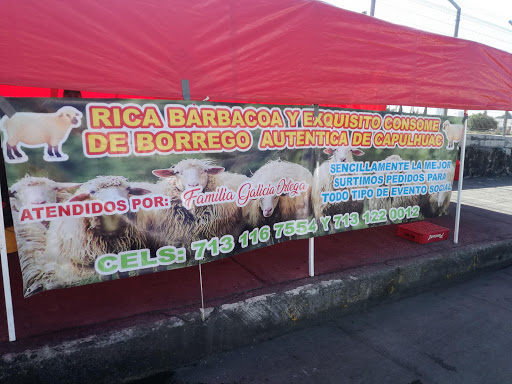 RICA BARBACOA Y EXQUISITO CONSOME
DE BORREGO AUTENTICA DE CAPULHUAC
SENCILLAMENTE LA MEJOR
SURTIMOS PEDIDOS PARA
TODO TIPO DE EVENTO SOCIAL
ATENDIDOS POR: Familia Galicia Ortega
CELS: 713 116 7554 Y 713 122 0012